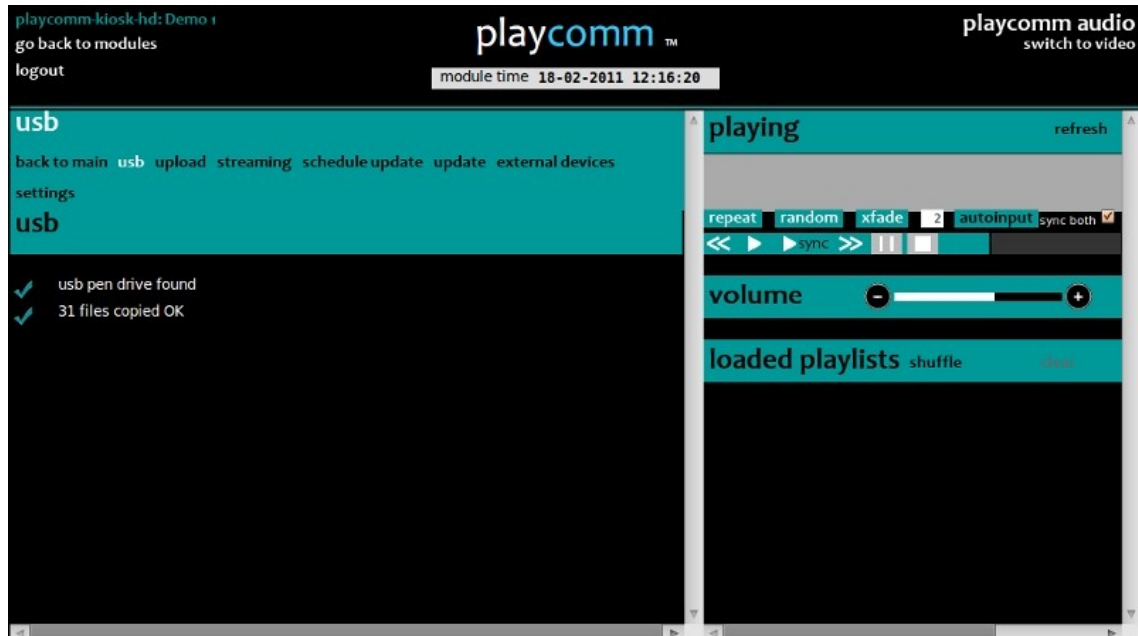 playcomm-kiosk-hd: Demo 1
go back to modules
logout
playcomm ™
module time 18-02-2011 12:16:20
playcomm audio
switch to video
usb
back to main usb upload streaming schedule update update external devices
settings
usb
usb pen drive found
31 files copied OK
playing refresh
repeat random xfade 2 autoinput sync both
sync
volume
loaded playlists shuffle clear